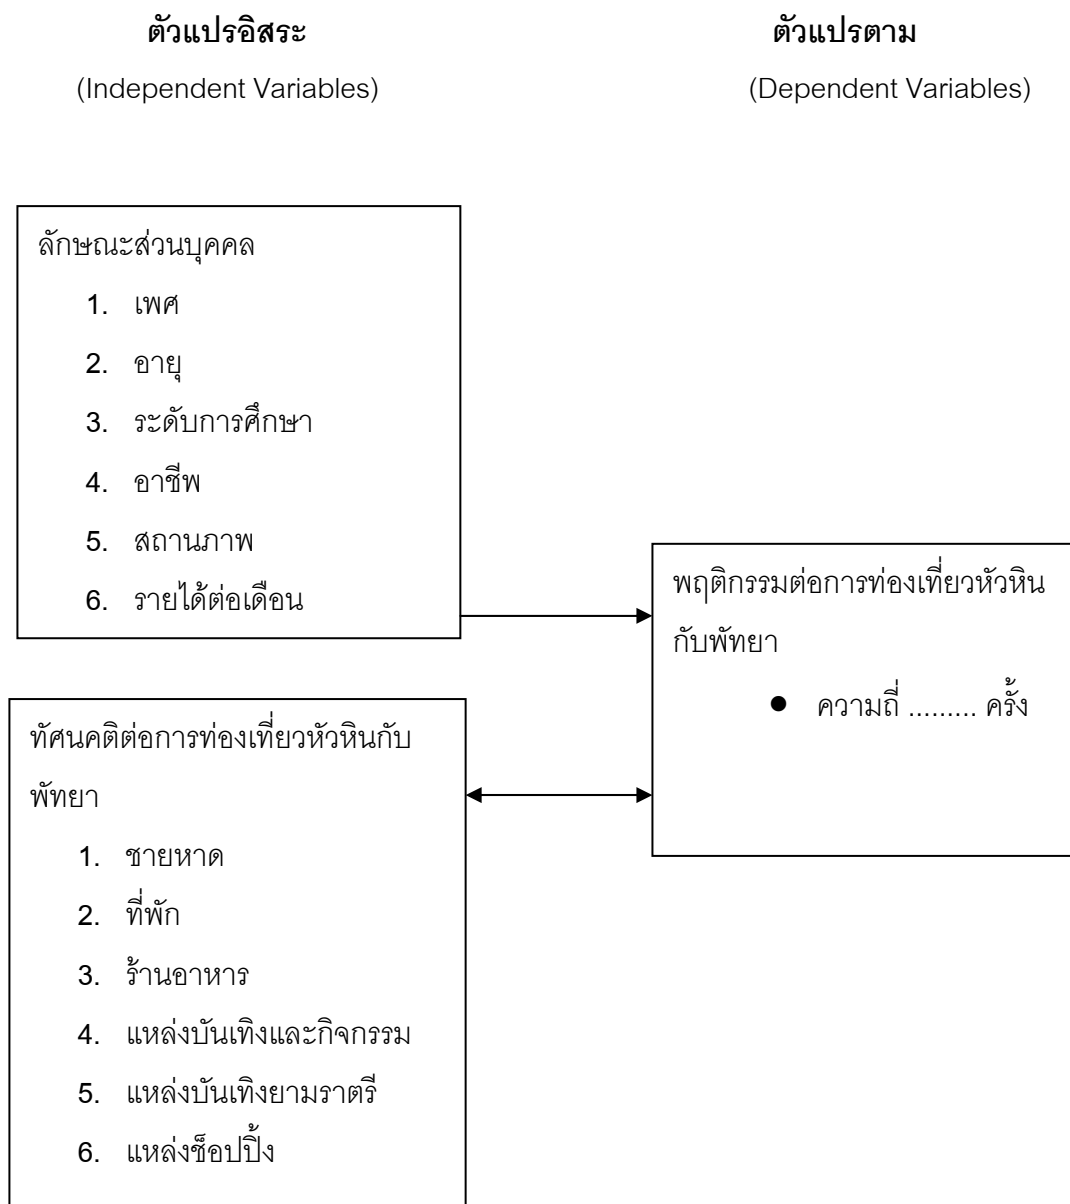 ตัวแปรอิสระ
ตัวแปรตาม
(Independent Variables)
(Dependent Variables)
ลักษณะส่วนบุคคล
1. เพศ
2. อายุ
3. ระดับการศึกษา
4. อาชีพ
5. สถานภาพ
6. รายได้ต่อเดือน
พฤติกรรมต่อการท่องเที่ยวหัวหิน
กับพัทยา
● ความถี่ ......... ครั้ง
ทัศนคติต่อการท่องเที่ยวหัวหินกับ
พัทยา
1. ชายหาด
2. ที่พัก
3. ร้านอาหาร
4. แหล่งบันเทิงและกิจกรรม
5. แหล่งบันเทิงยามราตรี
6. แหล่งช็อปปิ้ง